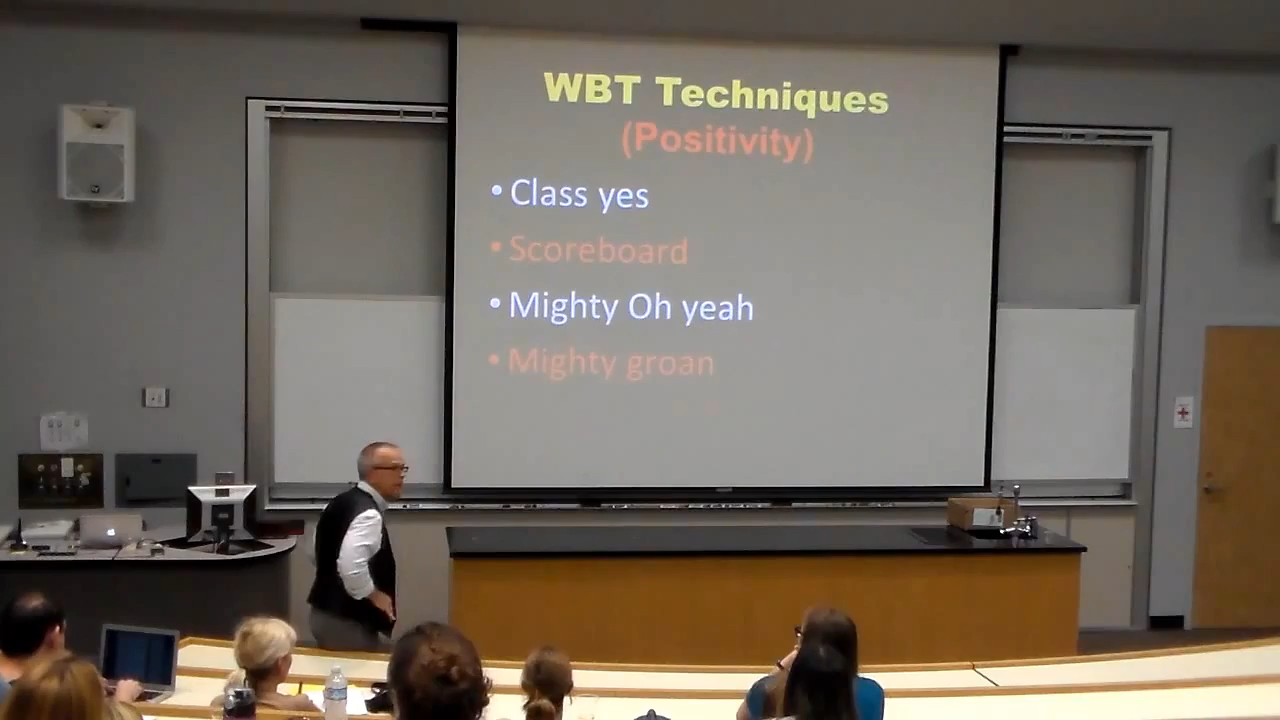 WBT Techniques
(Positivity)
• Class yes
• Scoreboard
• Mighty Oh yeah
• Mighty groan